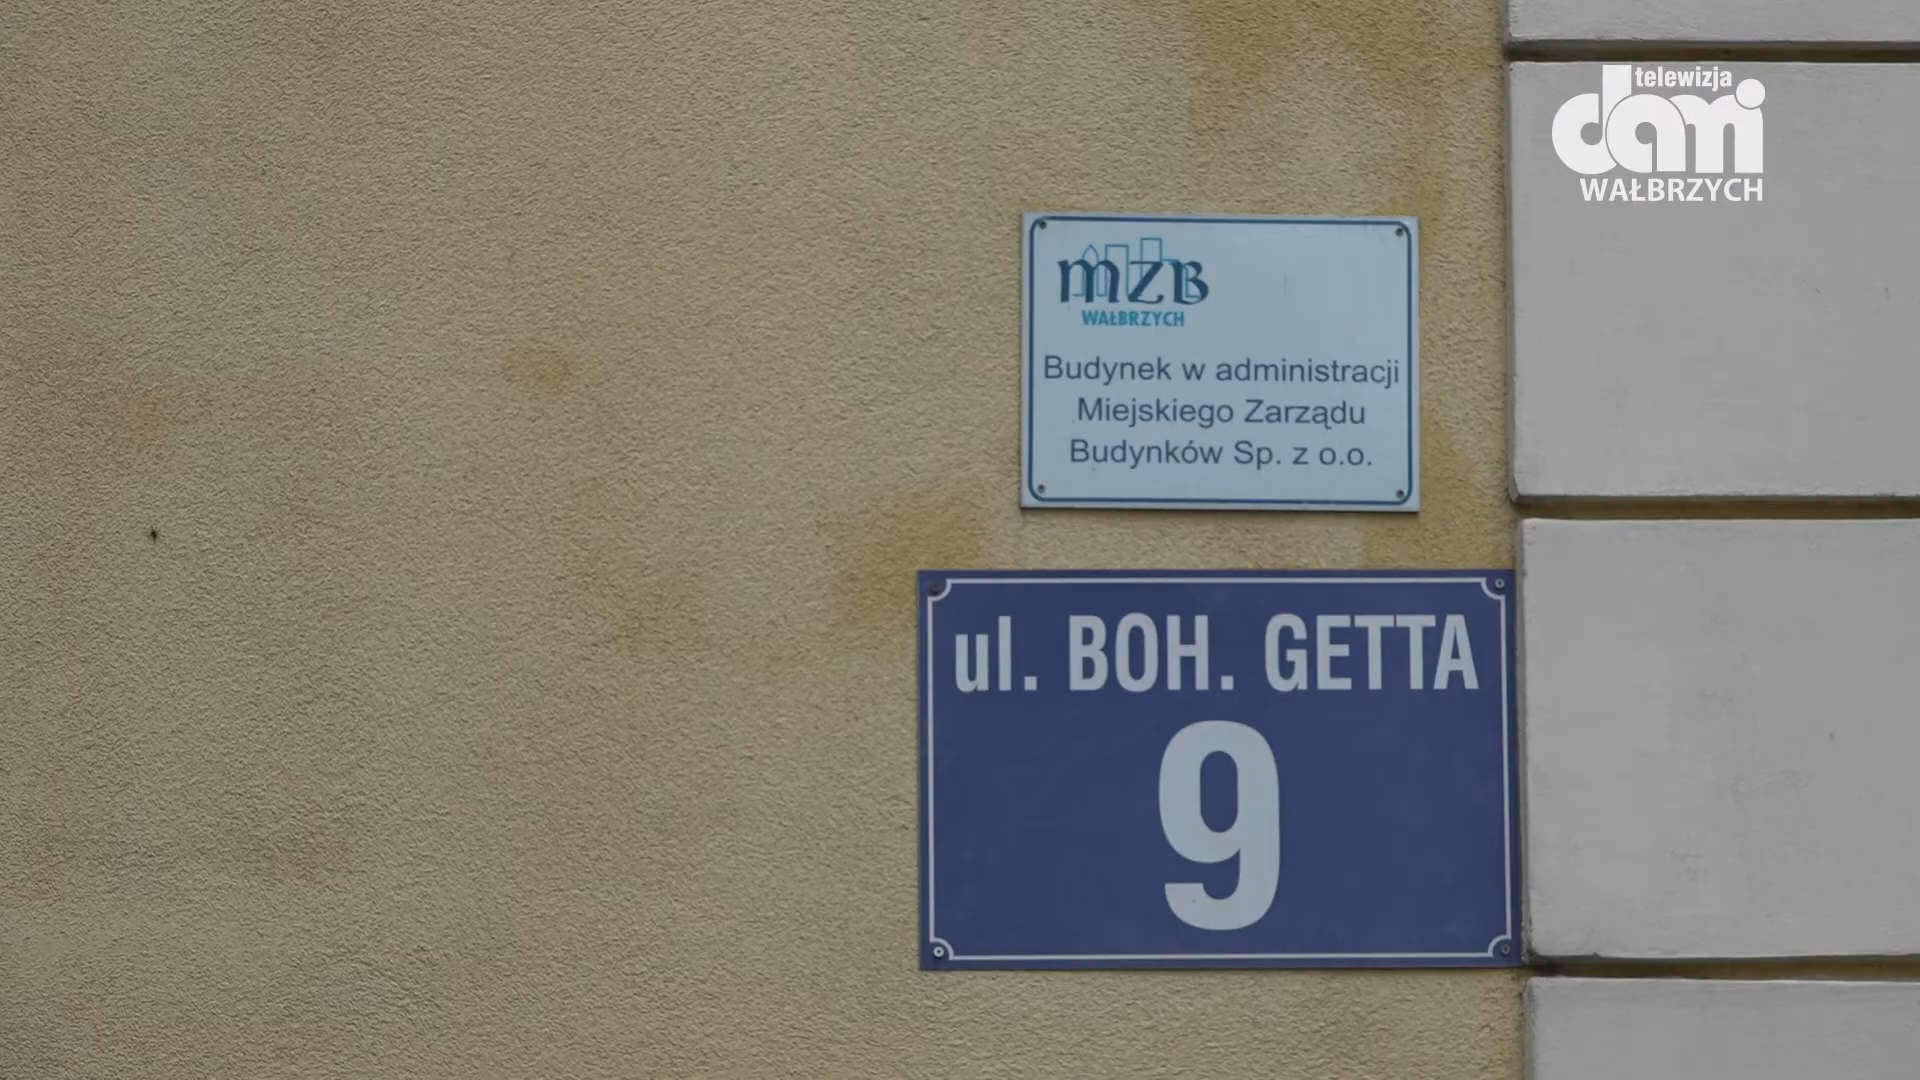 telewizja
dami
WAŁBRZYCH
MZB
WAŁBRZYCH
Budynek w administracji
Miejskiego Zarządu
Budynków Sp. z o.o.
ul. BOH. GETTA
9